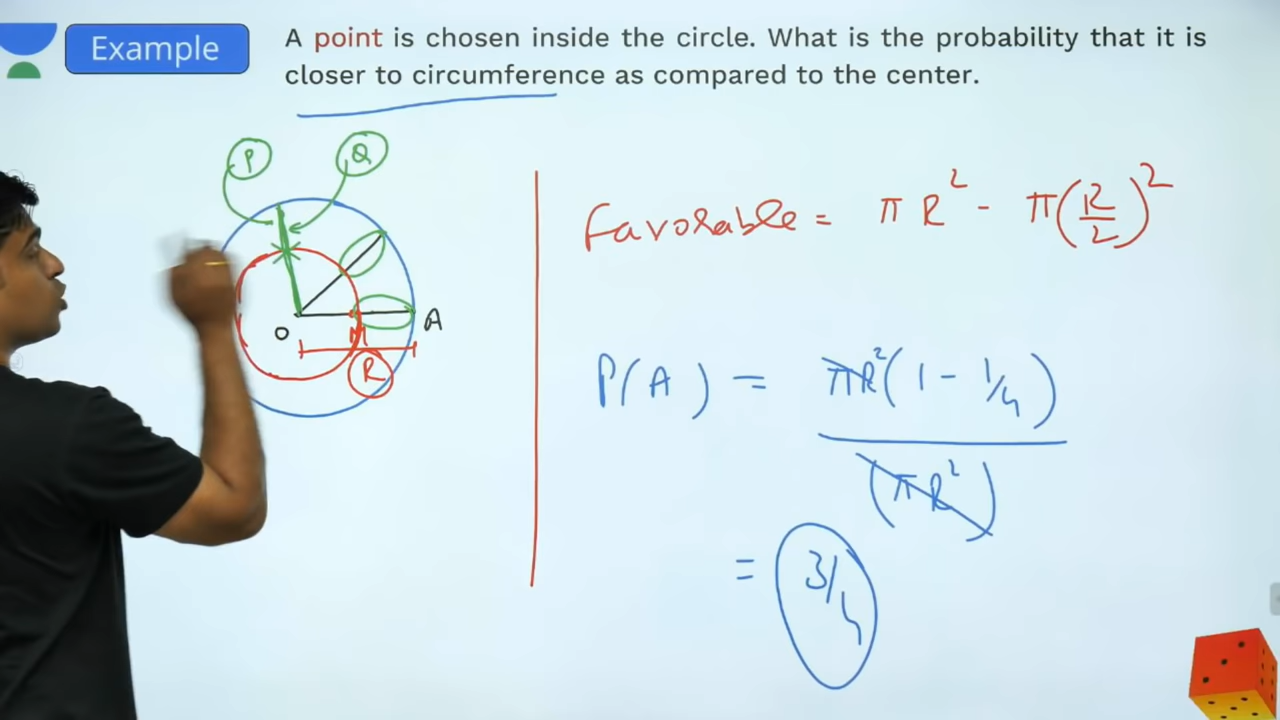 Example
A point is chosen inside the circle. What is the probability that it is
closer to circumference as compared to the center.
P
Q
O
M
A
R
Favorable = πR² - π(R/2)²
P(A) = πR²(1 - 1/4)
(πR²)
= 3/4